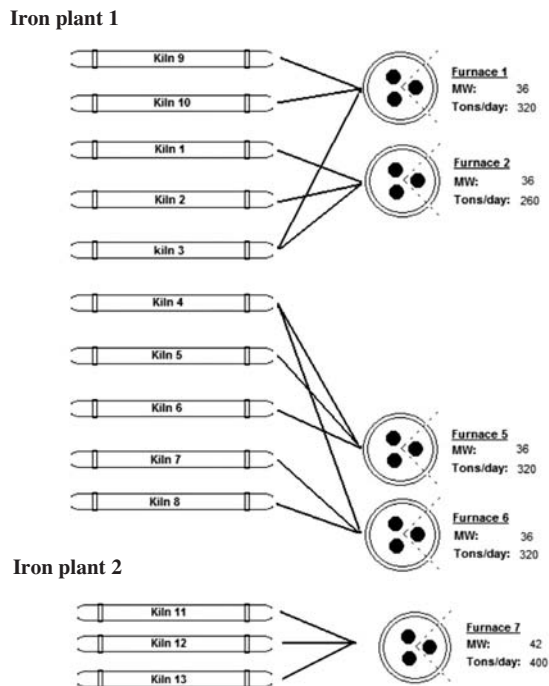 Iron plant 1
Kiln 9
Furnace 1
MW: 36
Tons/day: 320
Kiln 10
Kiln 1
Furnace 2
MW: 36
Tons/day: 260
Kiln 2
kiln 3
Kiln 4
Kiln 5
Kiln 6
Furnace 5
MW: 36
Tons/day: 320
Kiln 7
Kiln 8
Furnace 6
MW: 36
Tons/day: 320
Iron plant 2
Kiln 11
Furnace 7
MW: 42
Tons/day: 400
Kiln 12
Kiln 13